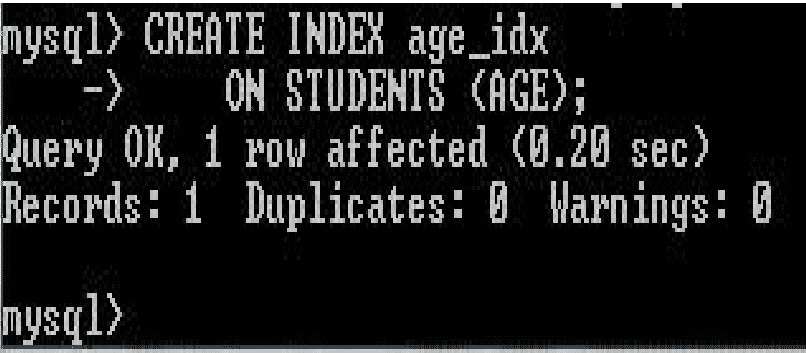 mysql> CREATE INDEX age_idx
    ->     ON STUDENTS (AGE);
Query OK, 1 row affected (0.20 sec)
Records: 1  Duplicates: 0  Warnings: 0
mysql>